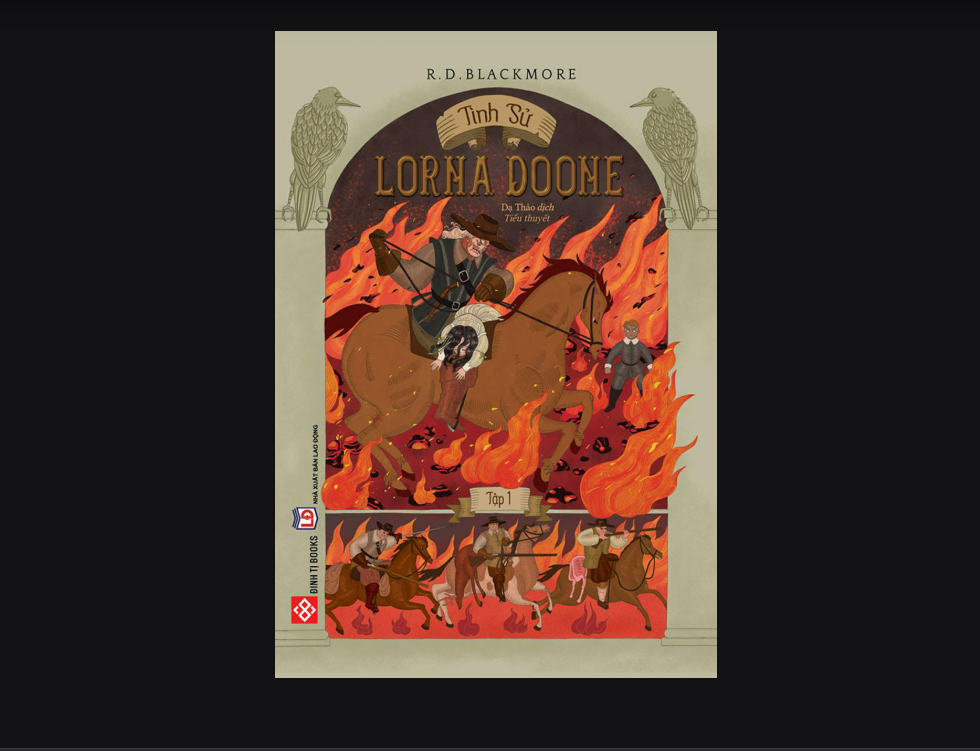 R.D.BLACKMORE
Tình Sử
LORNA DOONE
Dạ Thảo dịch
Tiểu thuyết
Tập 1
NHÀ XUẤT BẢN LAO ĐỘNG
LĐ
ĐINH TỊ BOOKS